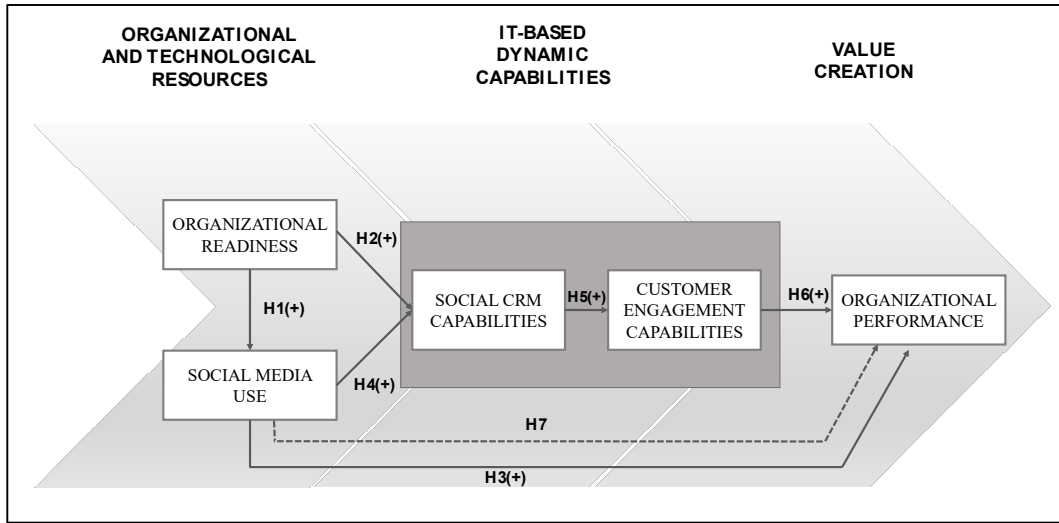 ORGANIZATIONAL
AND TECHNOLOGICAL
RESOURCES
IT-BASED
DYNAMIC
CAPABILITIES
VALUE
CREATION
ORGANIZATIONAL
READINESS
H2(+)
H1(+)
SOCIAL CRM
CAPABILITIES
H5(+)
CUSTOMER
ENGAGEMENT
CAPABILITIES
H6(+)
ORGANIZATIONAL
PERFORMANCE
SOCIAL MEDIA
USE
H4(+)
H7
H3(+)